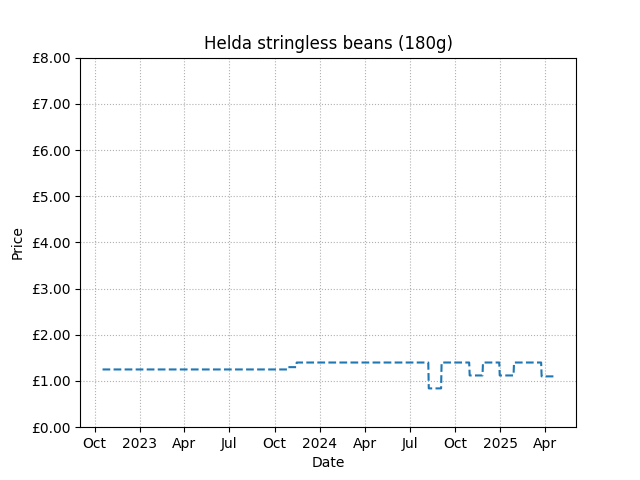 Helda stringless beans (180g)
£8.00
£7.00
£6.00
£5.00
£4.00
£3.00
£2.00
£1.00
£0.00
Price
Oct 2023 Apr Jul Oct 2024 Apr Jul Oct 2025 Apr
Date